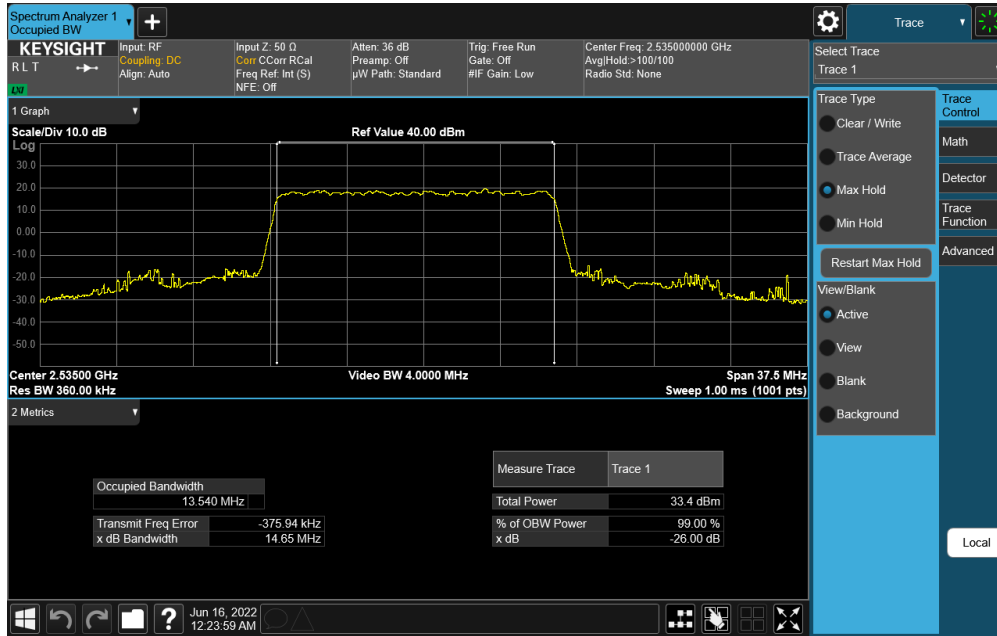 Spectrum Analyzer 1
Occupied BW
+
Trace
KEYSIGHT
R L T
LXI
Input: RF
Coupling: DC
Align: Auto
Input Z: 50 Ω
Corr CCorr RCal
Freq Ref: Int (S)
NFE: Off
Atten: 36 dB
Preamp: Off
µW Path: Standard
Trig: Free Run
Gate: Off
#IF Gain: Low
Center Freq: 2.535000000 GHz
Avg|Hold:>100/100
Radio Std: None
Select Trace
Trace 1
1 Graph
Scale/Div 10.0 dB
Ref Value 40.00 dBm
Log
30.0
20.0
10.0
0.00
-10.0
-20.0
-30.0
-40.0
-50.0
Center 2.53500 GHz
Video BW 4.0000 MHz
Span 37.5 MHz
Res BW 360.00 kHz
Sweep 1.00 ms (1001 pts)
2 Metrics
Occupied Bandwidth
13.540 MHz
Transmit Freq Error -375.94 kHz
x dB Bandwidth 14.65 MHz
Measure Trace Trace 1
Total Power 33.4 dBm
% of OBW Power 99.00 %
x dB -26.00 dB
Trace Type
Clear / Write
Trace Average
Max Hold
Min Hold
Restart Max Hold
View/Blank
Active
View
Blank
Background
Trace
Control
Math
Detector
Trace
Function
Advanced
Local
?
Jun 16, 2022
12:23:59 AM